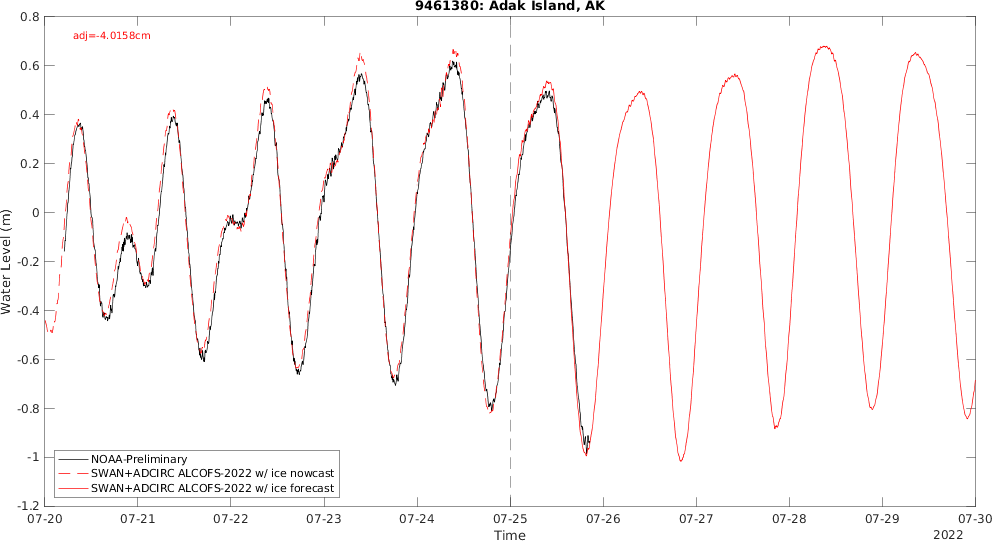 9461380: Adak Island, AK
adj=-4.0158cm
0.8
0.6
0.4
0.2
0
-0.2
-0.4
-0.6
-0.8
-1
-1.2
Water Level (m)
NOAA-Preliminary
SWAN+ADCIRC ALCOFS-2022 w/ ice nowcast
SWAN+ADCIRC ALCOFS-2022 w/ ice forecast
07-20 07-21 07-22 07-23 07-24 07-25 07-26 07-27 07-28 07-29 07-30
Time
2022